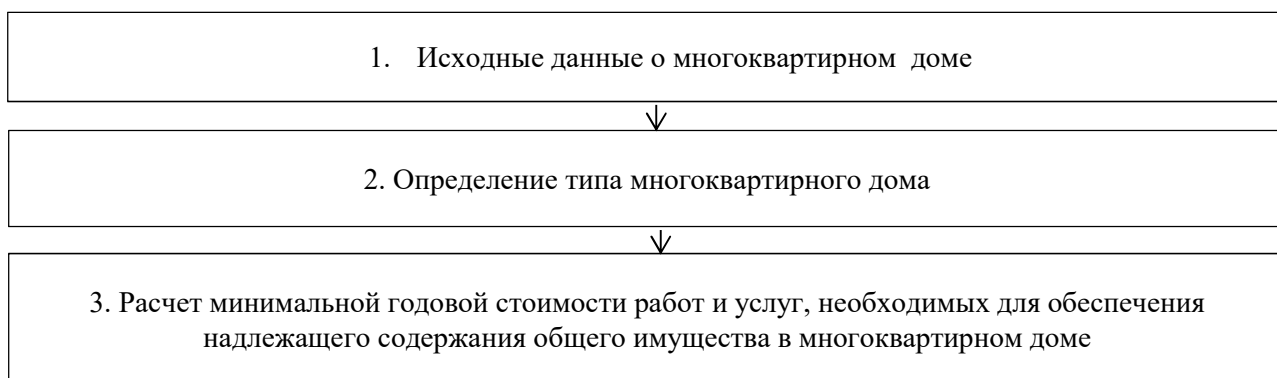 1. Исходные данные о многоквартирном доме
2. Определение типа многоквартирного дома
3. Расчет минимальной годовой стоимости работ и услуг, необходимых для обеспечения
надлежащего содержания общего имущества в многоквартирном доме